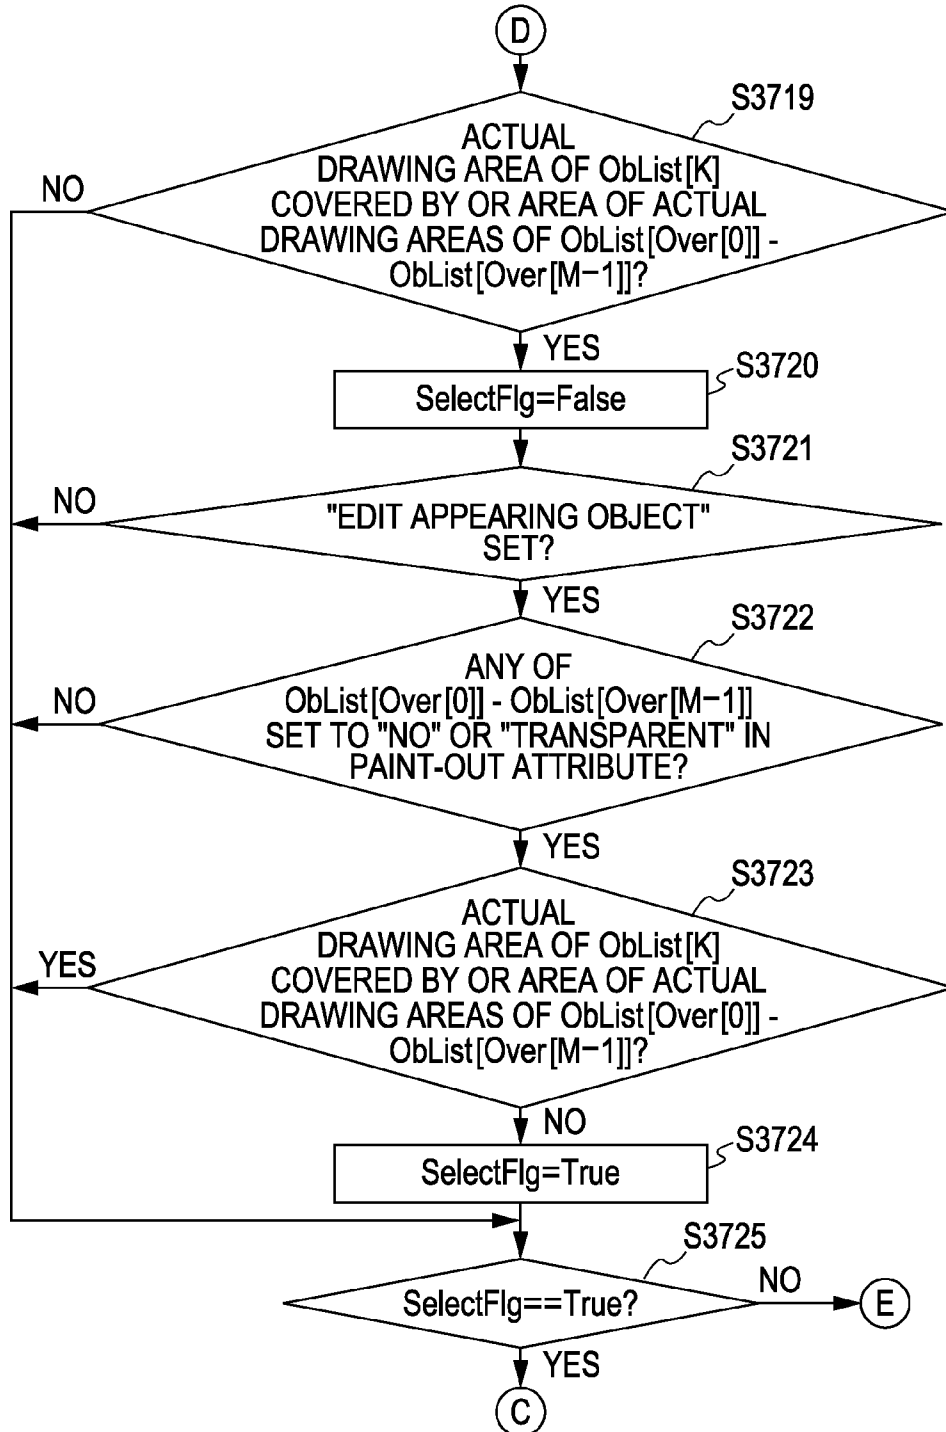 D
S3719
ACTUAL
DRAWING AREA OF ObList[K]
COVERED BY OR AREA OF ACTUAL
DRAWING AREAS OF ObList[Over[0]] -
ObList[Over[M−1]]?
NO
YES
S3720
SelectFlg=False
S3721
"EDIT APPEARING OBJECT"
SET?
NO
YES
S3722
ANY OF
ObList[Over[0]] - ObList[Over[M−1]]
SET TO "NO" OR "TRANSPARENT" IN
PAINT-OUT ATTRIBUTE?
NO
YES
S3723
ACTUAL
DRAWING AREA OF ObList[K]
COVERED BY OR AREA OF ACTUAL
DRAWING AREAS OF ObList[Over[0]] -
ObList[Over[M−1]]?
YES
NO
S3724
SelectFlg=True
S3725
SelectFlg==True?
NO
E
YES
C